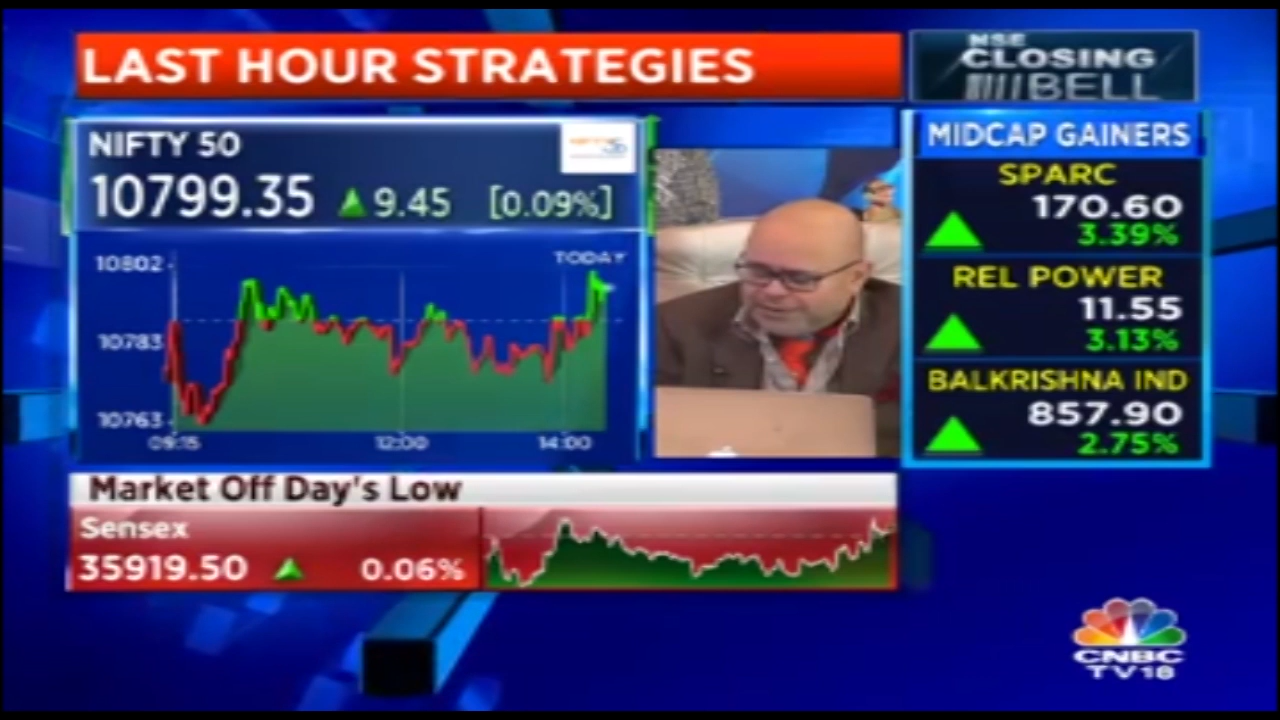 LAST HOUR STRATEGIES
NSE
CLOSING
BELL
NIFTY 50
10799.35 ▲ 9.45 [0.09%]
TODAY
10802
10783
10763
09:15 12:00 14:00
MIDCAP GAINERS
SPARC
170.60
3.39%
REL POWER
11.55
3.13%
BALKRISHNA IND
857.90
2.75%
Market Off Day's Low
Sensex
35919.50 ▲ 0.06%
CNBC
TV18